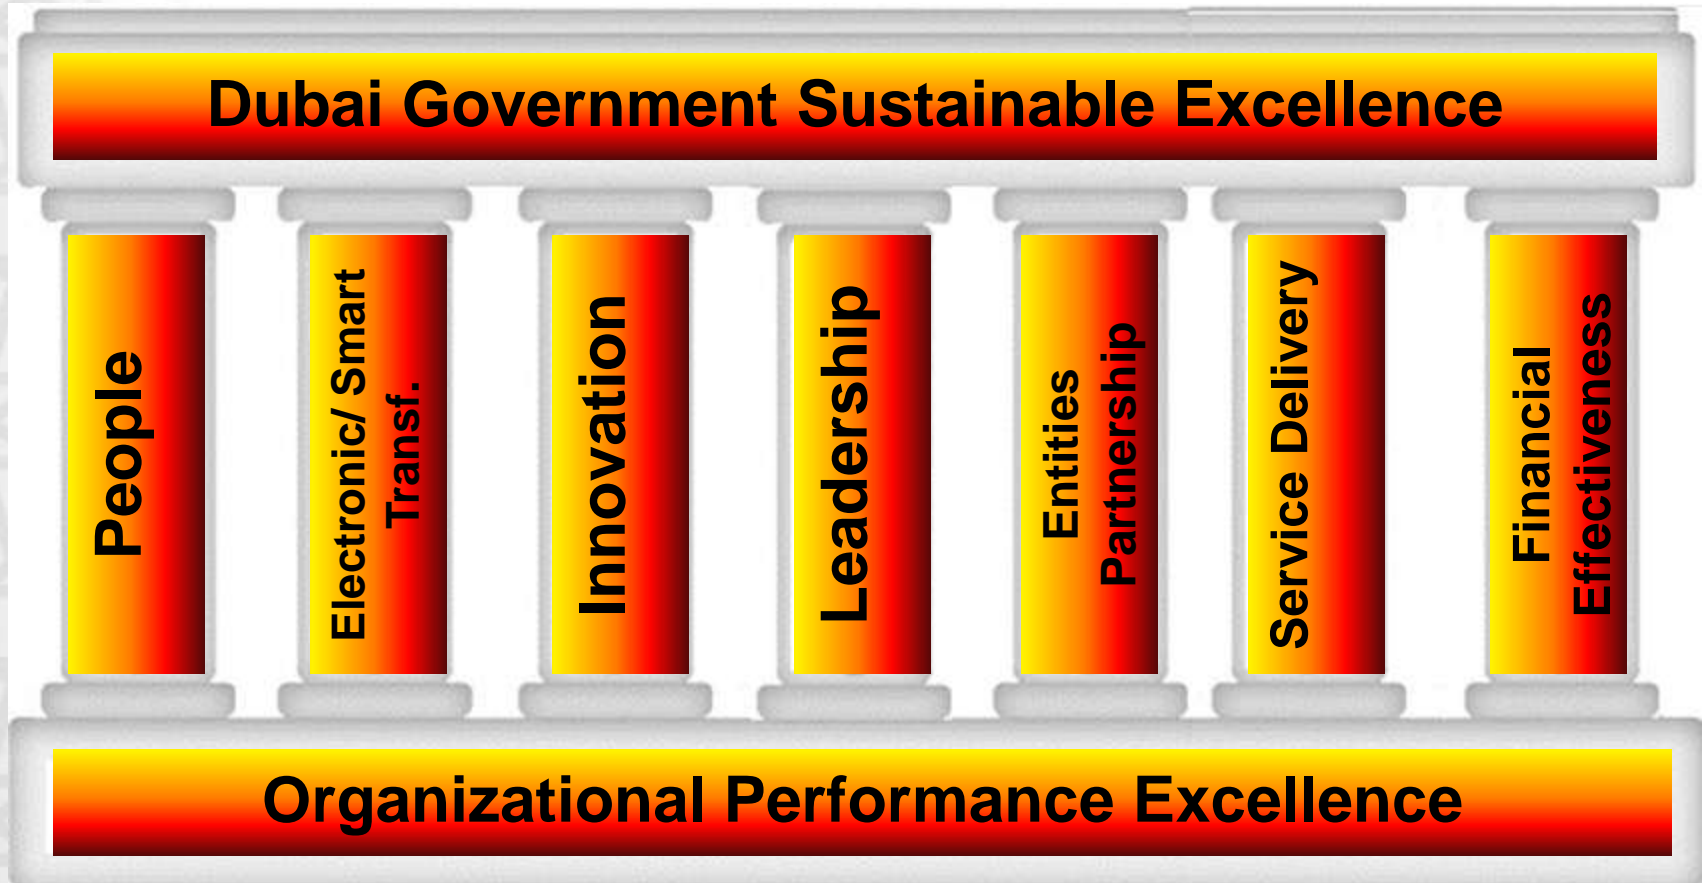 Dubai Government Sustainable Excellence
People
Electronic/ Smart
Transf.
Innovation
Leadership
Entities
Partnership
Service Delivery
Financial
Effectiveness
Organizational Performance Excellence